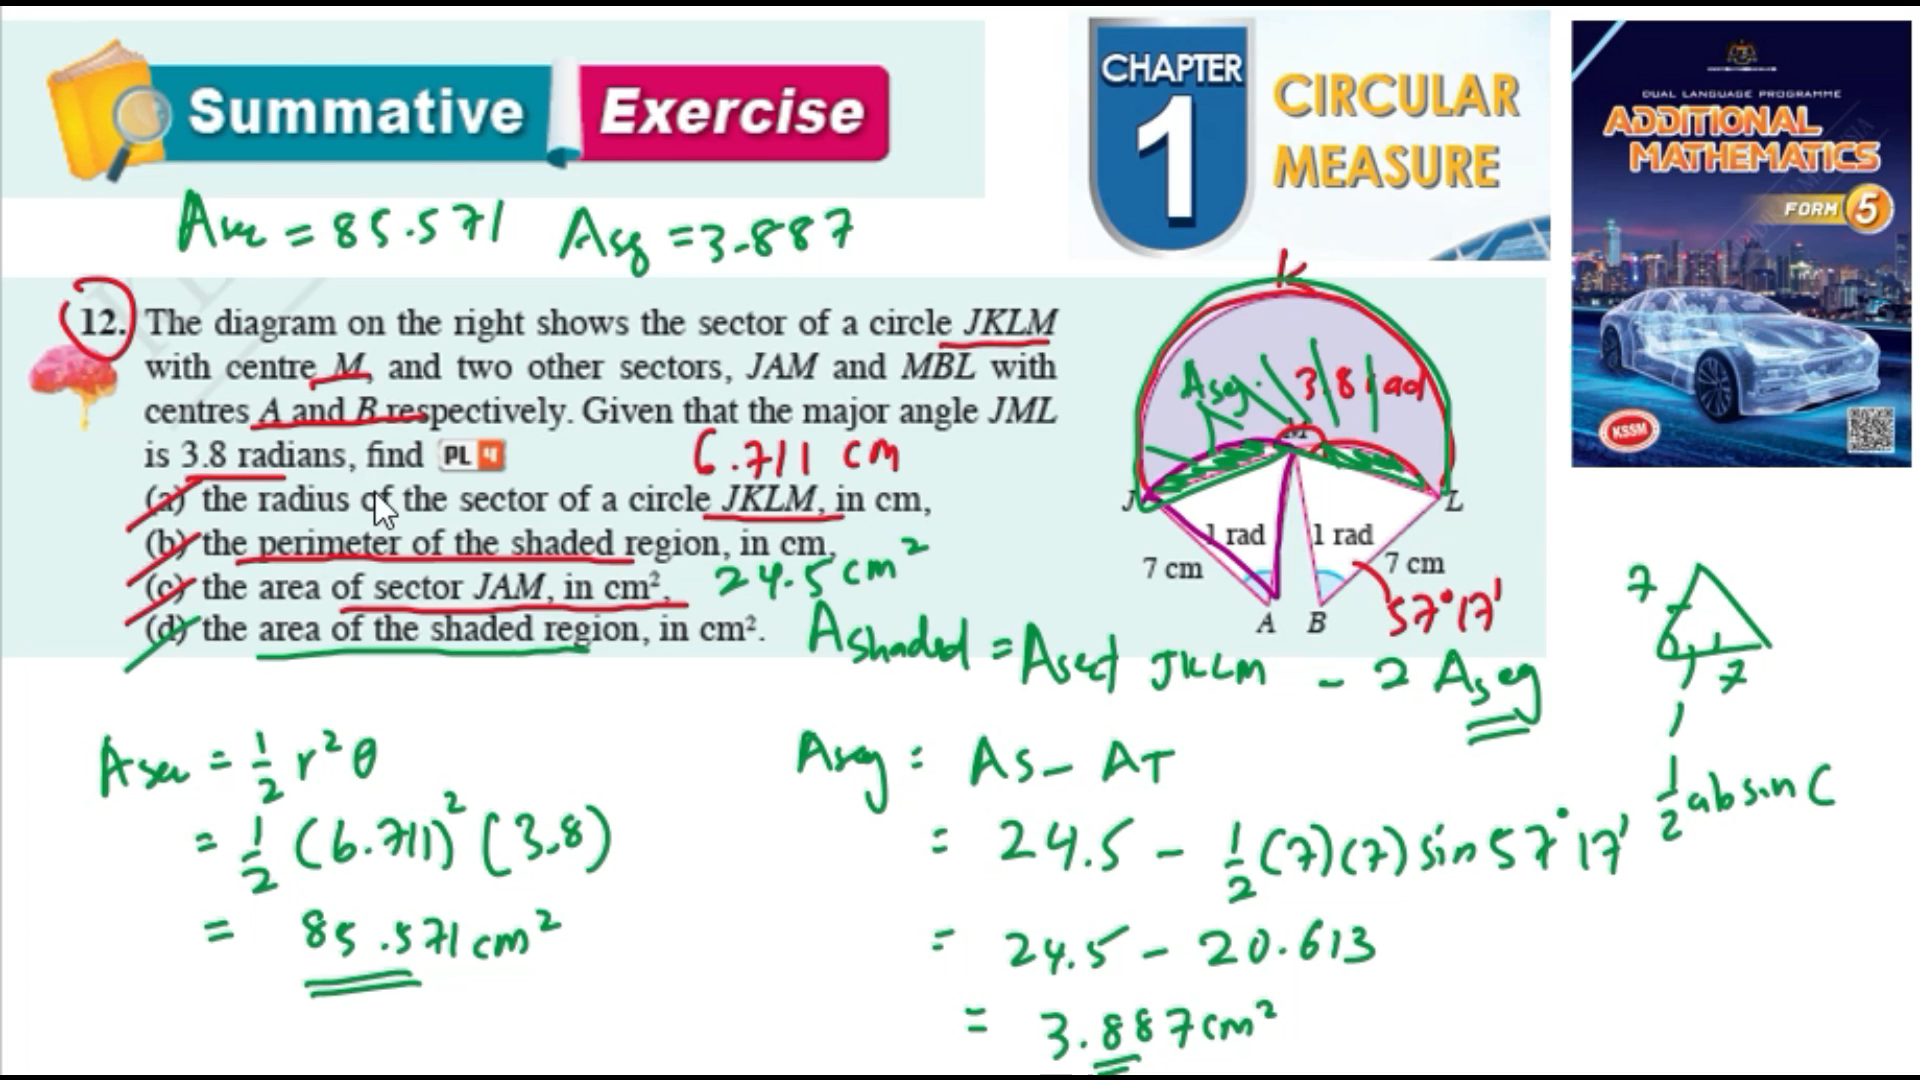 Summative Exercise
CHAPTER 1
CIRCULAR MEASURE
DUAL LANGUAGE PROGRAMME
ADDITIONAL
MATHEMATICS
FORM 5
KSSM
Asec = 85.571 Asg = 3.887
12. The diagram on the right shows the sector of a circle JKLM
with centre M, and two other sectors, JAM and MBL with
centres A and B respectively. Given that the major angle JML
is 3.8 radians, find PL 4
6.711 cm
(a) the radius of the sector of a circle JKLM, in cm,
(b) the perimeter of the shaded region, in cm,
(c) the area of sector JAM, in cm², 24.5 cm²
(d) the area of the shaded region, in cm².
K
Aseg. 3.8 rad
M
J L
1 rad 1 rad
7 cm 7 cm
A B 57°17'
Ashaded = Asect JKLM - 2 Aseg
7
7
1
½ ab sin C
Asec = ½ r²θ
= ½ (6.711)² (3.8)
= 85.571 cm²
Aseg = AS - AT
= 24.5 - ½ (7)(7) sin 57°17'
= 24.5 - 20.613
= 3.887 cm²